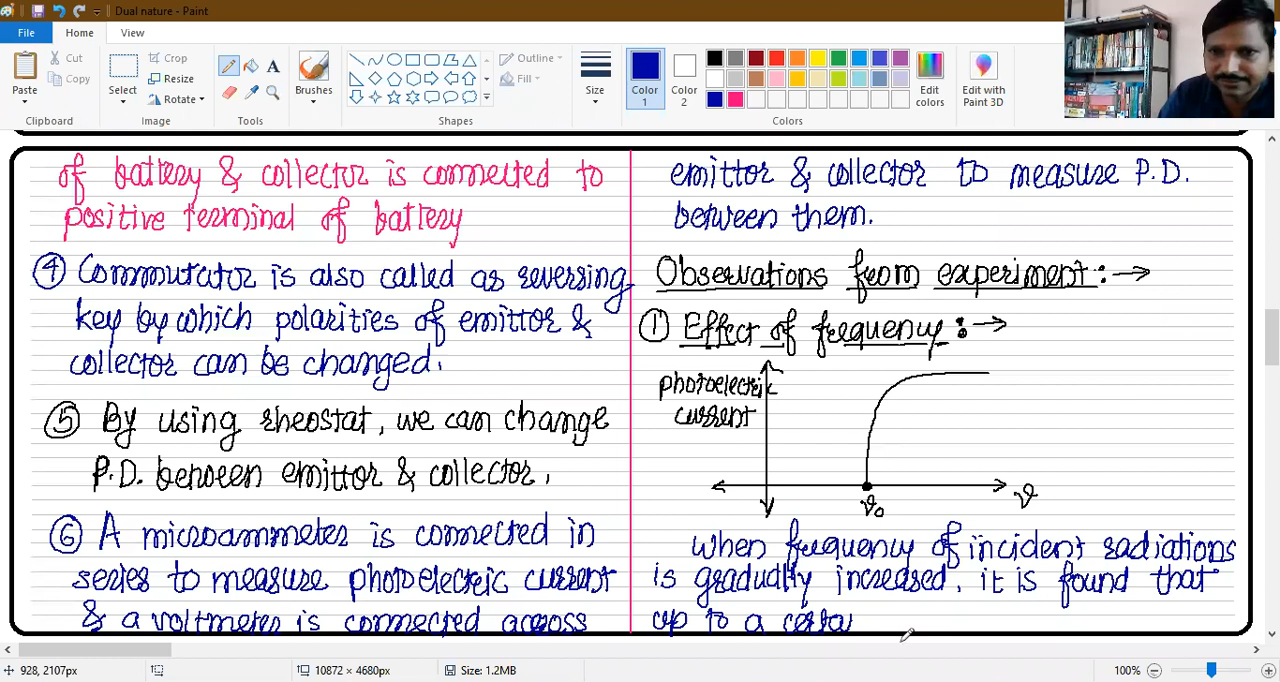 Dual nature - Paint
File
Home
View
Paste
Cut
Copy
Clipboard
Select
Crop
Resize
Rotate
Image
A
Tools
Brushes
Outline
Fill
Shapes
Size
Color 1
Color 2
Edit colors
Colors
Edit with Paint 3D
of battery & collector is connected to
positive terminal of battery
④ Commutator is also called as reversing
key by which polarities of emittor &
collector can be changed.
⑤ By using rheostat, we can change
P.D. between emittor & collector.
⑥ A microammeter is connected in
series to measure photoelectric current
& a voltmeter is connected across
emittor & collector to measure P.D.
between them.
Observations from experiment :→
① Effect of frequency :→
photoelectric
current
ν₀
ν
when frequency of incident radiations
is gradually increased, it is found that
up to a certa
928, 2107px
10872 × 4680px
Size: 1.2MB
100%